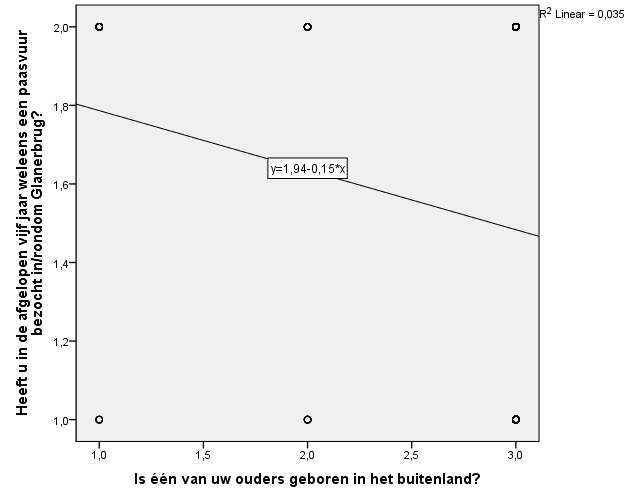 R2 Linear = 0,035
2,0
1,8
1,6
1,4
1,2
1,0
Heeft u in de afgelopen vijf jaar weleens een paasvuur
bezocht in/rondom Glanerbrug?
y=1,94-0,15*x
1,0
1,5
2,0
2,5
3,0
Is één van uw ouders geboren in het buitenland?